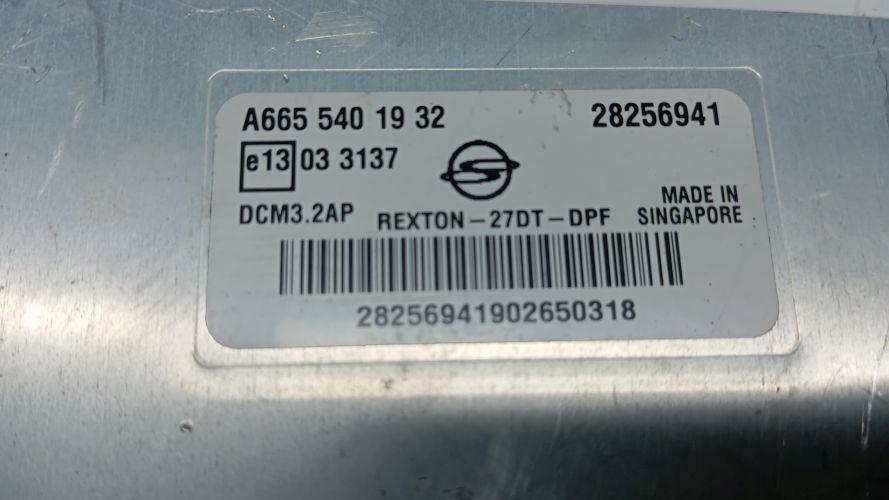 A665 540 19 32 28256941
e13 03 3137
MADE IN
DCM3.2AP REXTON-27DT-DPF SINGAPORE
28256941902650318